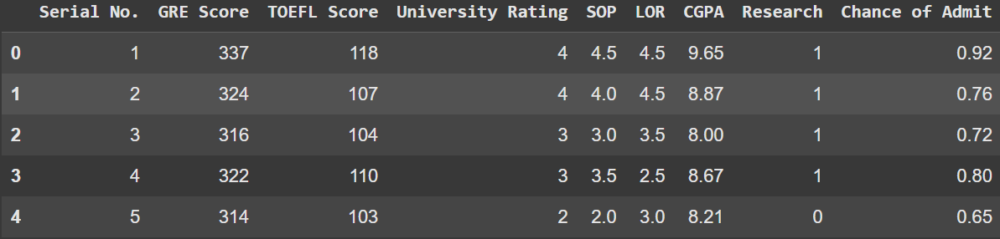 Serial No. GRE Score TOEFL Score University Rating SOP LOR CGPA Research Chance of Admit
0 1 337 118 4 4.5 4.5 9.65 1 0.92
1 2 324 107 4 4.0 4.5 8.87 1 0.76
2 3 316 104 3 3.0 3.5 8.00 1 0.72
3 4 322 110 3 3.5 2.5 8.67 1 0.80
4 5 314 103 2 2.0 3.0 8.21 0 0.65